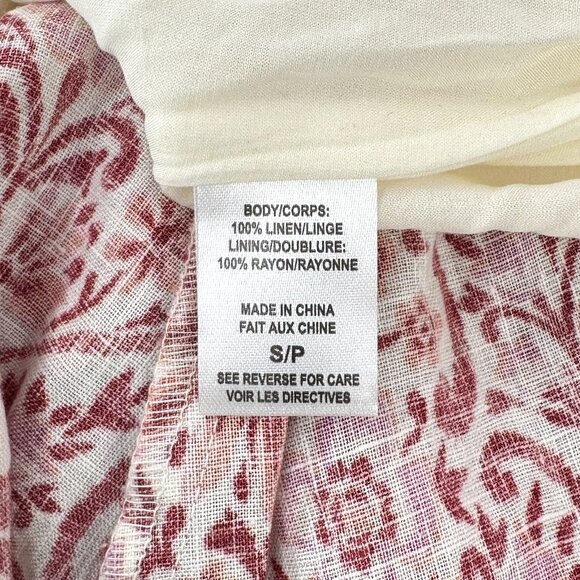 BODY/CORPS:
100% LINEN/LINGE
LINING/DOUBLURE:
100% RAYON/RAYONNE
MADE IN CHINA
FAIT AUX CHINE
S/P
SEE REVERSE FOR CARE
VOIR LES DIRECTIVES